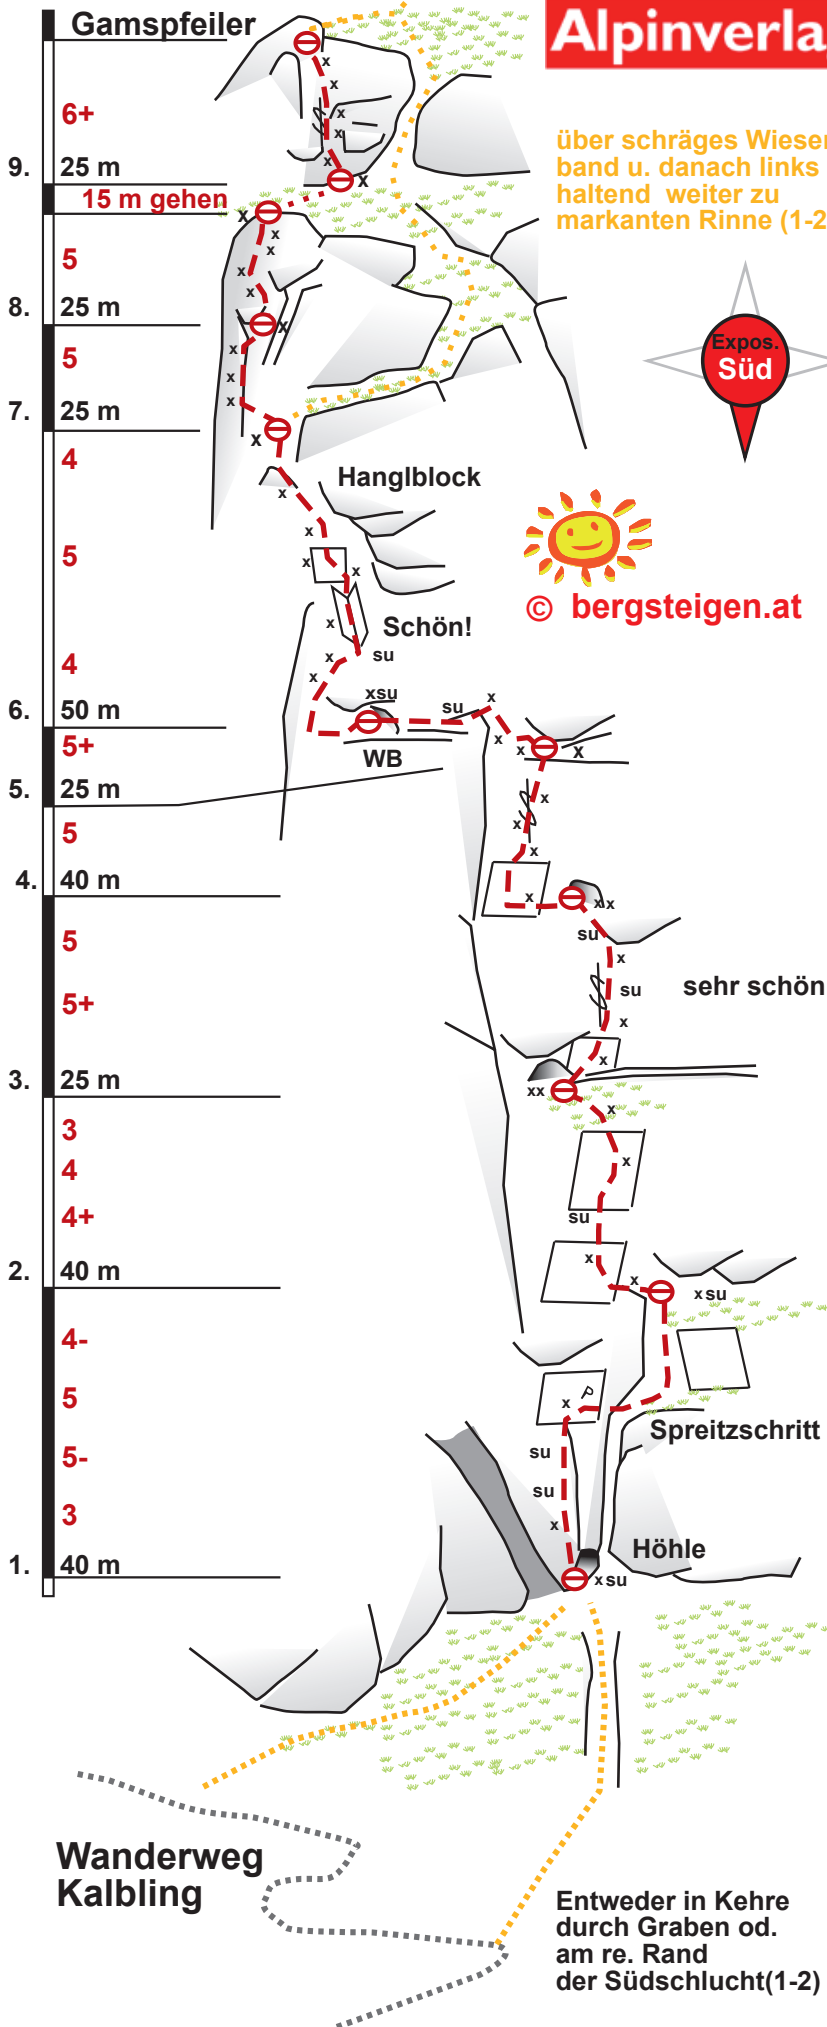 Gamspfeiler
Alpinverla
6+
über schräges Wiesen
band u. danach links
haltend weiter zu
markanten Rinne (1-2
9.
25 m
15 m gehen
x
x
x
x
x
x
x
5
x
x
x
8.
25 m
x
Expos.
Süd
5
x
x
x
7.
25 m
x
4
Hanglblock
x
5
x
x
x
© bergsteigen.at
x
Schön!
x
su
4
x
xsu
su
x
6.
50 m
x
x
x
5+
WB
5.
25 m
x
5
x
x
4.
40 m
x
xx
5
su
x
sehr schön
su
5+
x
x
3.
25 m
xx
x
3
4
x
4+
su
2.
40 m
x
x
x su
4-
5
P
x
Spreitzschritt
5-
su
su
3
x
Höhle
1.
40 m
x su
Wanderweg
Kalbling
Entweder in Kehre
durch Graben od.
am re. Rand
der Südschlucht(1-2)